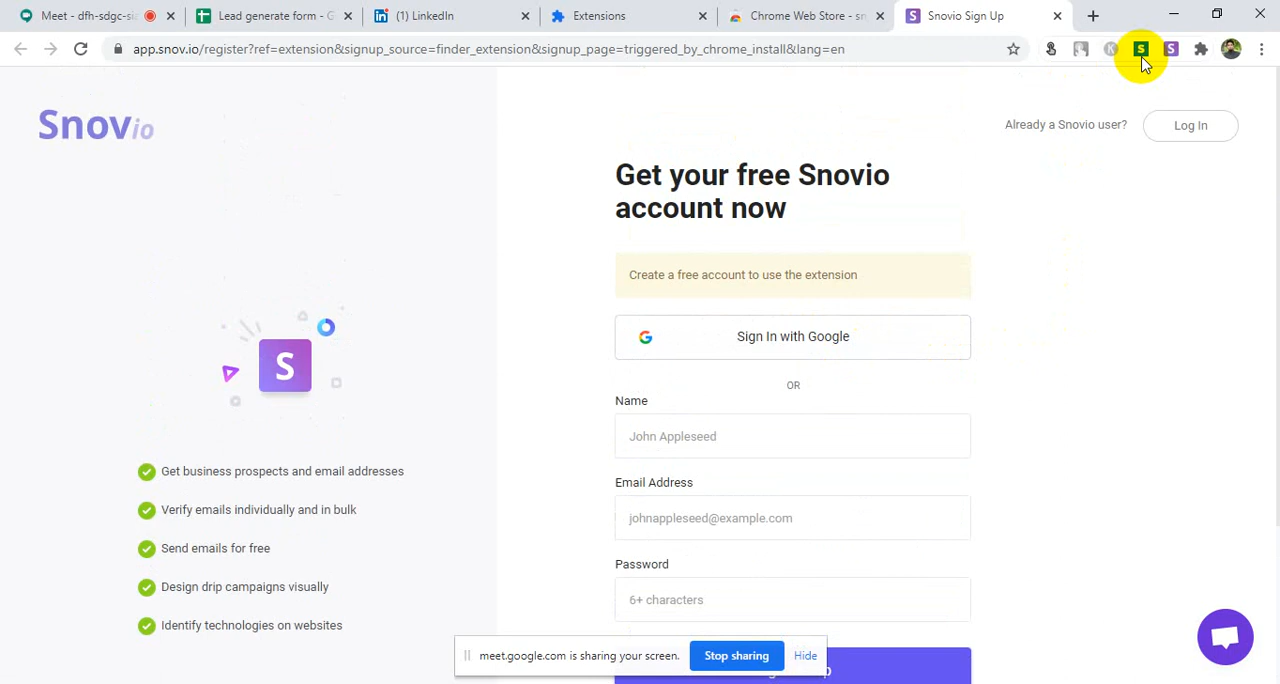 Meet - dfh-sdgc-su
Lead generate form - G
(1) LinkedIn
Extensions
Chrome Web Store - sn
Snovio Sign Up
app.snov.io/register?ref=extension&signup_source=finder_extension&signup_page=triggered_by_chrome_install&lang=en
Snovio
Already a Snovio user?
Log In
Get your free Snovio
account now
Create a free account to use the extension
Sign In with Google
OR
Name
John Appleseed
Email Address
johnappleseed@example.com
Password
6+ characters
S
Get business prospects and email addresses
Verify emails individually and in bulk
Send emails for free
Design drip campaigns visually
Identify technologies on websites
meet.google.com is sharing your screen.
Stop sharing
Hide